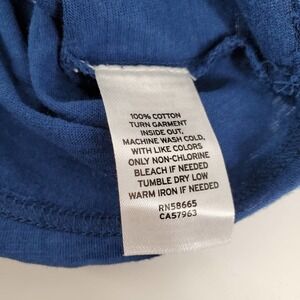 100% COTTON
TURN GARMENT
INSIDE OUT,
MACHINE WASH COLD,
WITH LIKE COLORS
ONLY NON-CHLORINE
BLEACH IF NEEDED
TUMBLE DRY LOW
WARM IRON IF NEEDED
RN58665
CA57963